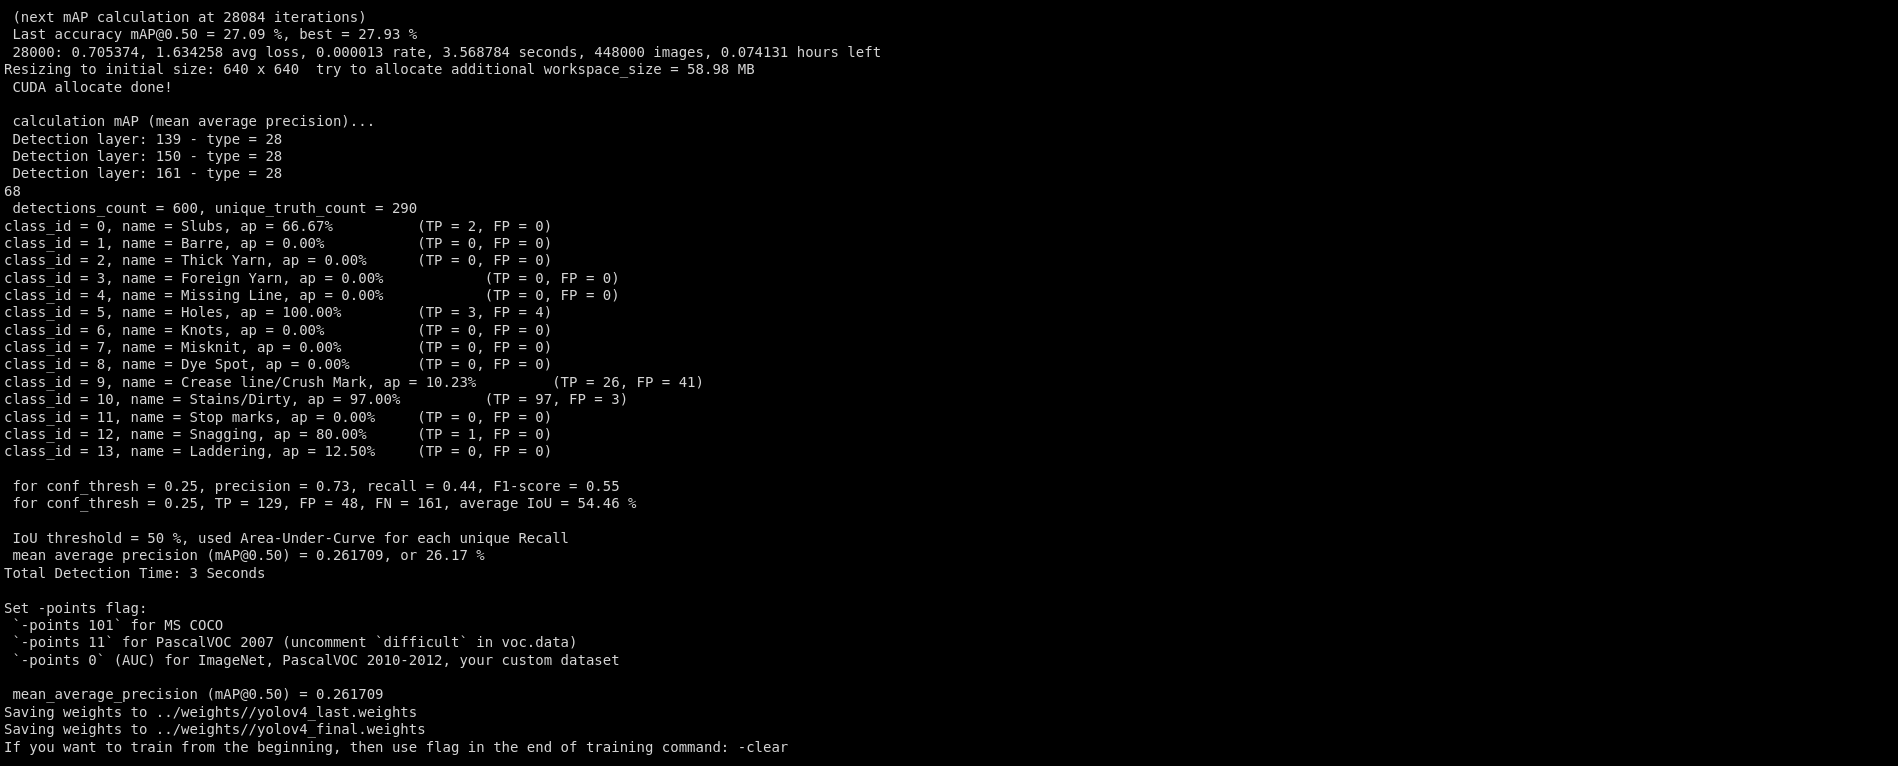 (next mAP calculation at 28084 iterations)
Last accuracy mAP@0.50 = 27.09 %, best = 27.93 %
28000: 0.705374, 1.634258 avg loss, 0.000013 rate, 3.568784 seconds, 448000 images, 0.074131 hours left
Resizing to initial size: 640 x 640  try to allocate additional workspace_size = 58.98 MB
CUDA allocate done!
calculation mAP (mean average precision)...
Detection layer: 139 - type = 28
Detection layer: 150 - type = 28
Detection layer: 161 - type = 28
68
detections_count = 600, unique_truth_count = 290
class_id = 0, name = Slubs, ap = 66.67%          (TP = 2, FP = 0)
class_id = 1, name = Barre, ap = 0.00%           (TP = 0, FP = 0)
class_id = 2, name = Thick Yarn, ap = 0.00%      (TP = 0, FP = 0)
class_id = 3, name = Foreign Yarn, ap = 0.00%            (TP = 0, FP = 0)
class_id = 4, name = Missing Line, ap = 0.00%            (TP = 0, FP = 0)
class_id = 5, name = Holes, ap = 100.00%         (TP = 3, FP = 4)
class_id = 6, name = Knots, ap = 0.00%           (TP = 0, FP = 0)
class_id = 7, name = Misknit, ap = 0.00%         (TP = 0, FP = 0)
class_id = 8, name = Dye Spot, ap = 0.00%        (TP = 0, FP = 0)
class_id = 9, name = Crease line/Crush Mark, ap = 10.23%         (TP = 26, FP = 41)
class_id = 10, name = Stains/Dirty, ap = 97.00%          (TP = 97, FP = 3)
class_id = 11, name = Stop marks, ap = 0.00%     (TP = 0, FP = 0)
class_id = 12, name = Snagging, ap = 80.00%      (TP = 1, FP = 0)
class_id = 13, name = Laddering, ap = 12.50%     (TP = 0, FP = 0)
for conf_thresh = 0.25, precision = 0.73, recall = 0.44, F1-score = 0.55
for conf_thresh = 0.25, TP = 129, FP = 48, FN = 161, average IoU = 54.46 %
IoU threshold = 50 %, used Area-Under-Curve for each unique Recall
mean average precision (mAP@0.50) = 0.261709, or 26.17 %
Total Detection Time: 3 Seconds
Set -points flag:
`-points 101` for MS COCO
`-points 11` for PascalVOC 2007 (uncomment `difficult` in voc.data)
`-points 0` (AUC) for ImageNet, PascalVOC 2010-2012, your custom dataset
mean_average_precision (mAP@0.50) = 0.261709
Saving weights to ../weights//yolov4_last.weights
Saving weights to ../weights//yolov4_final.weights
If you want to train from the beginning, then use flag in the end of training command: -clear